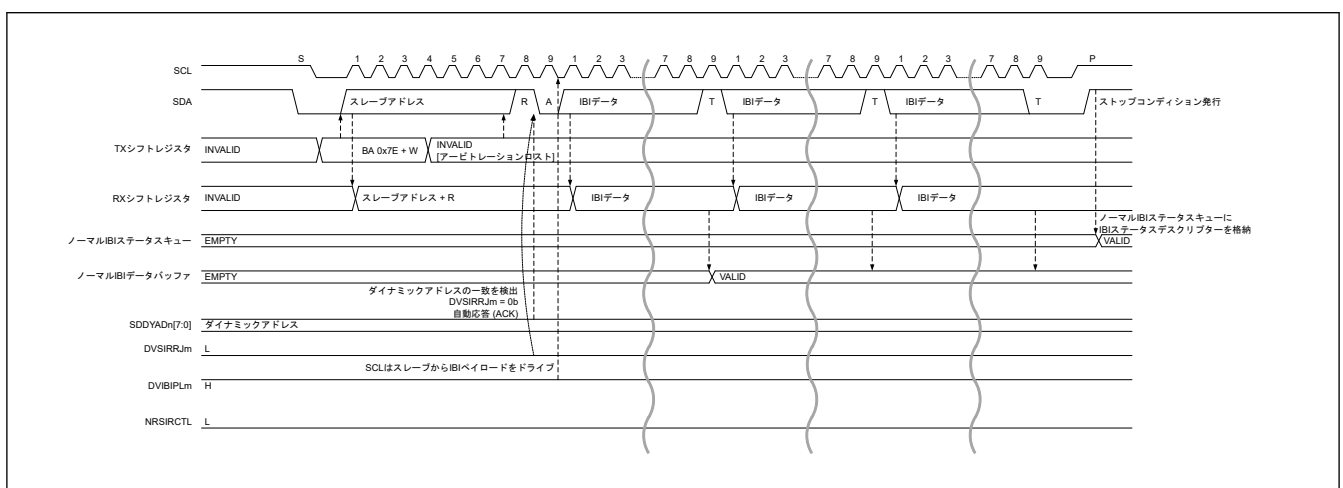 S 1 2 3 4 5 6 7 8 9 1 2 3 7 8 9 1 2 3 7 8 9 1 2 3 7 8 9 P
SCL
SDA スレーブアドレス R A IBIデータ T IBIデータ T IBIデータ T ストップコンディション発行
TXシフトレジスタ INVALID BA 0x7E + W INVALID
[アービトレーションロスト]
RXシフトレジスタ INVALID スレーブアドレス + R IBIデータ IBIデータ IBIデータ
ノーマルIBIステータスキューに
IBIステータスデスクリプターを格納
ノーマルIBIステータスキュー EMPTY VALID
ノーマルIBIデータバッファ EMPTY VALID
ダイナミックアドレスの一致を検出
DVSIRRJm = 0b
自動応答 (ACK)
SDDYADn[7:0] ダイナミックアドレス
DVSIRRJm L
SCLはスレーブからIBIペイロードをドライブ
DVIBIPLm H
NRSIRCTL L